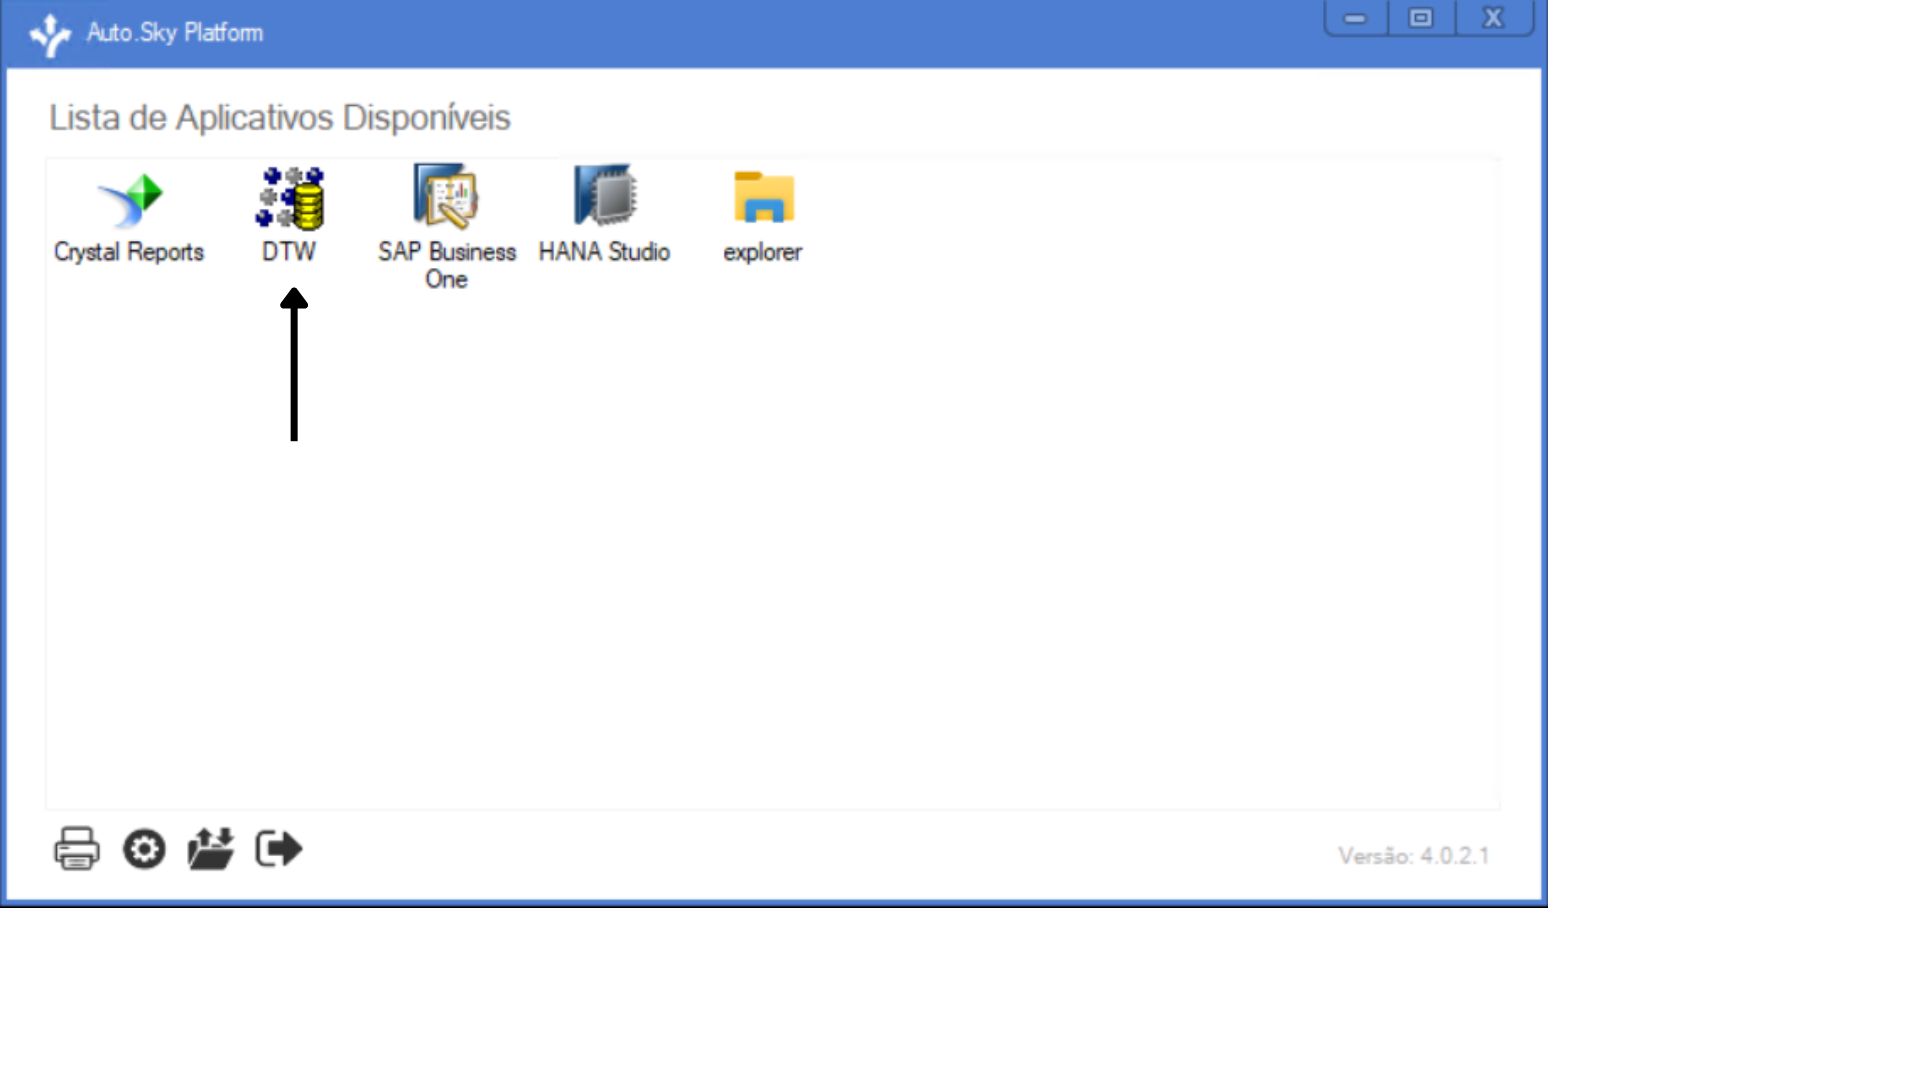 Auto.Sky Platform
Lista de Aplicativos Disponíveis
Crystal Reports
DTW
SAP Business
One
HANA Studio
explorer
Versão: 4.0.2.1